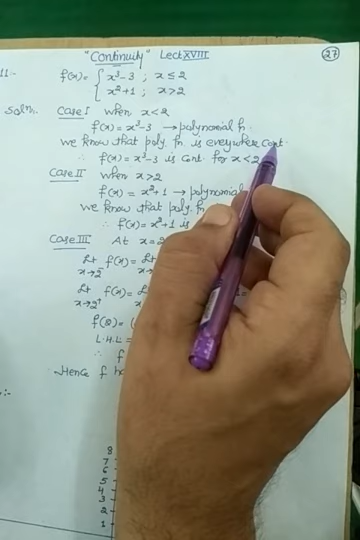 "Continuity" Lect XVIII
27
11.- f(x) = { x³-3 ; x ≤ 2
x²+1 ; x > 2
Soln. Case I when x<2
f(x) = x³-3 → polynomial fn.
we know that poly. fn. is everywhere cont.
∴ f(x) = x³-3 is cont for x<2
Case II when x>2
f(x) = x²+1 → polynomial
we know that poly. fn
∴ f(x) = x²+1 is
Case III At x=2
Lt f(x) = Lt
x→2⁻ x→
Lt f(x) = Lt =
x→2⁺
f(2) = (
L.H.L =
∴ f
Hence f ha
8
7
6
5
4
3
2
1